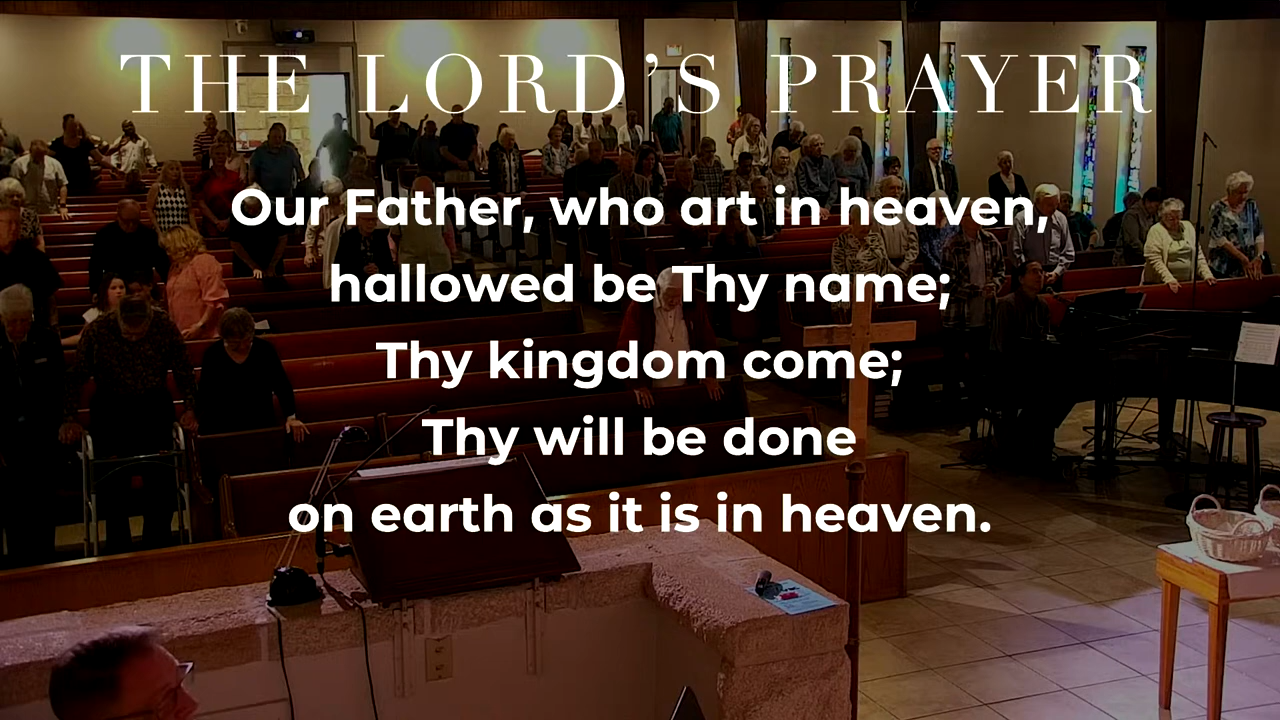 THE LORD'S PRAYER
Our Father, who art in heaven,
hallowed be Thy name;
Thy kingdom come;
Thy will be done
on earth as it is in heaven.